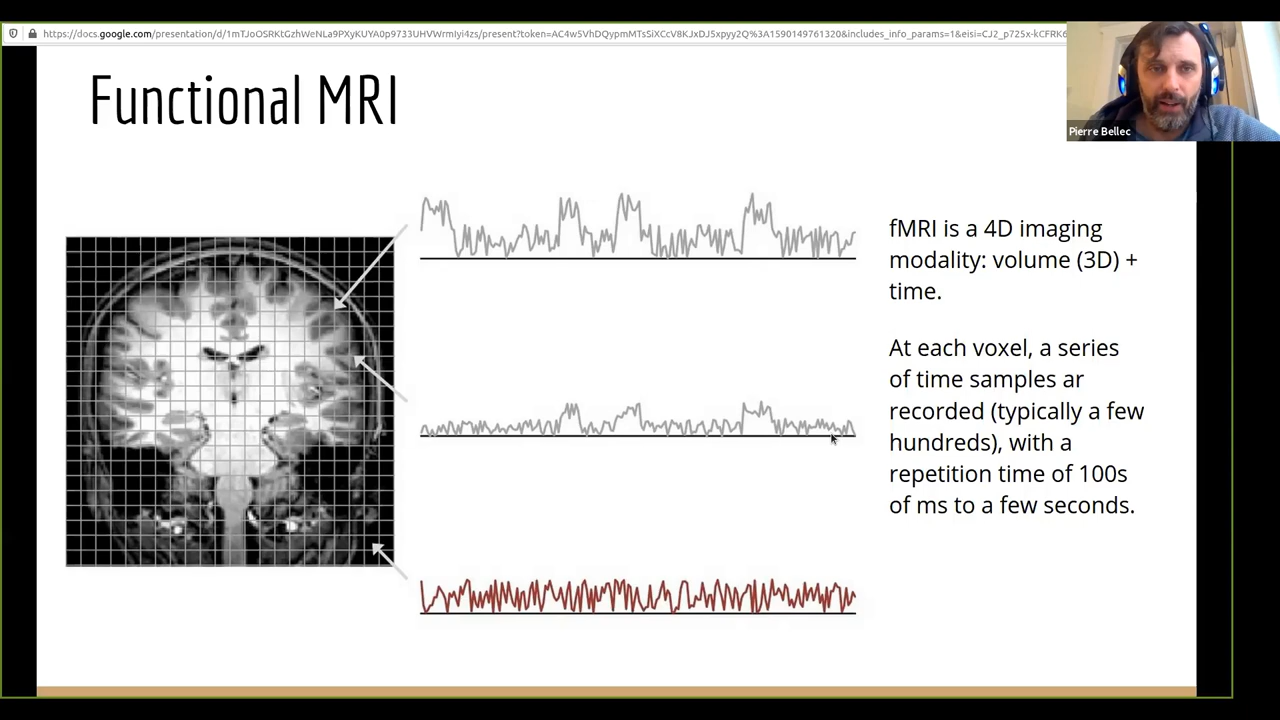 https://docs.google.com/presentation/d/1mTJoOSRKtGzhWeNLa9PXyKUYA0p9733UHVWrmIyi4zs/present?token=AC4w5VhDQypmMTsSiXCcV8KJxDJ5xpyy2Q%3A1590149761320&includes_info_params=1&eisi=CJ2_p725x-kCFRK6
Functional MRI
Pierre Bellec
fMRI is a 4D imaging
modality: volume (3D) +
time.
At each voxel, a series
of time samples ar
recorded (typically a few
hundreds), with a
repetition time of 100s
of ms to a few seconds.